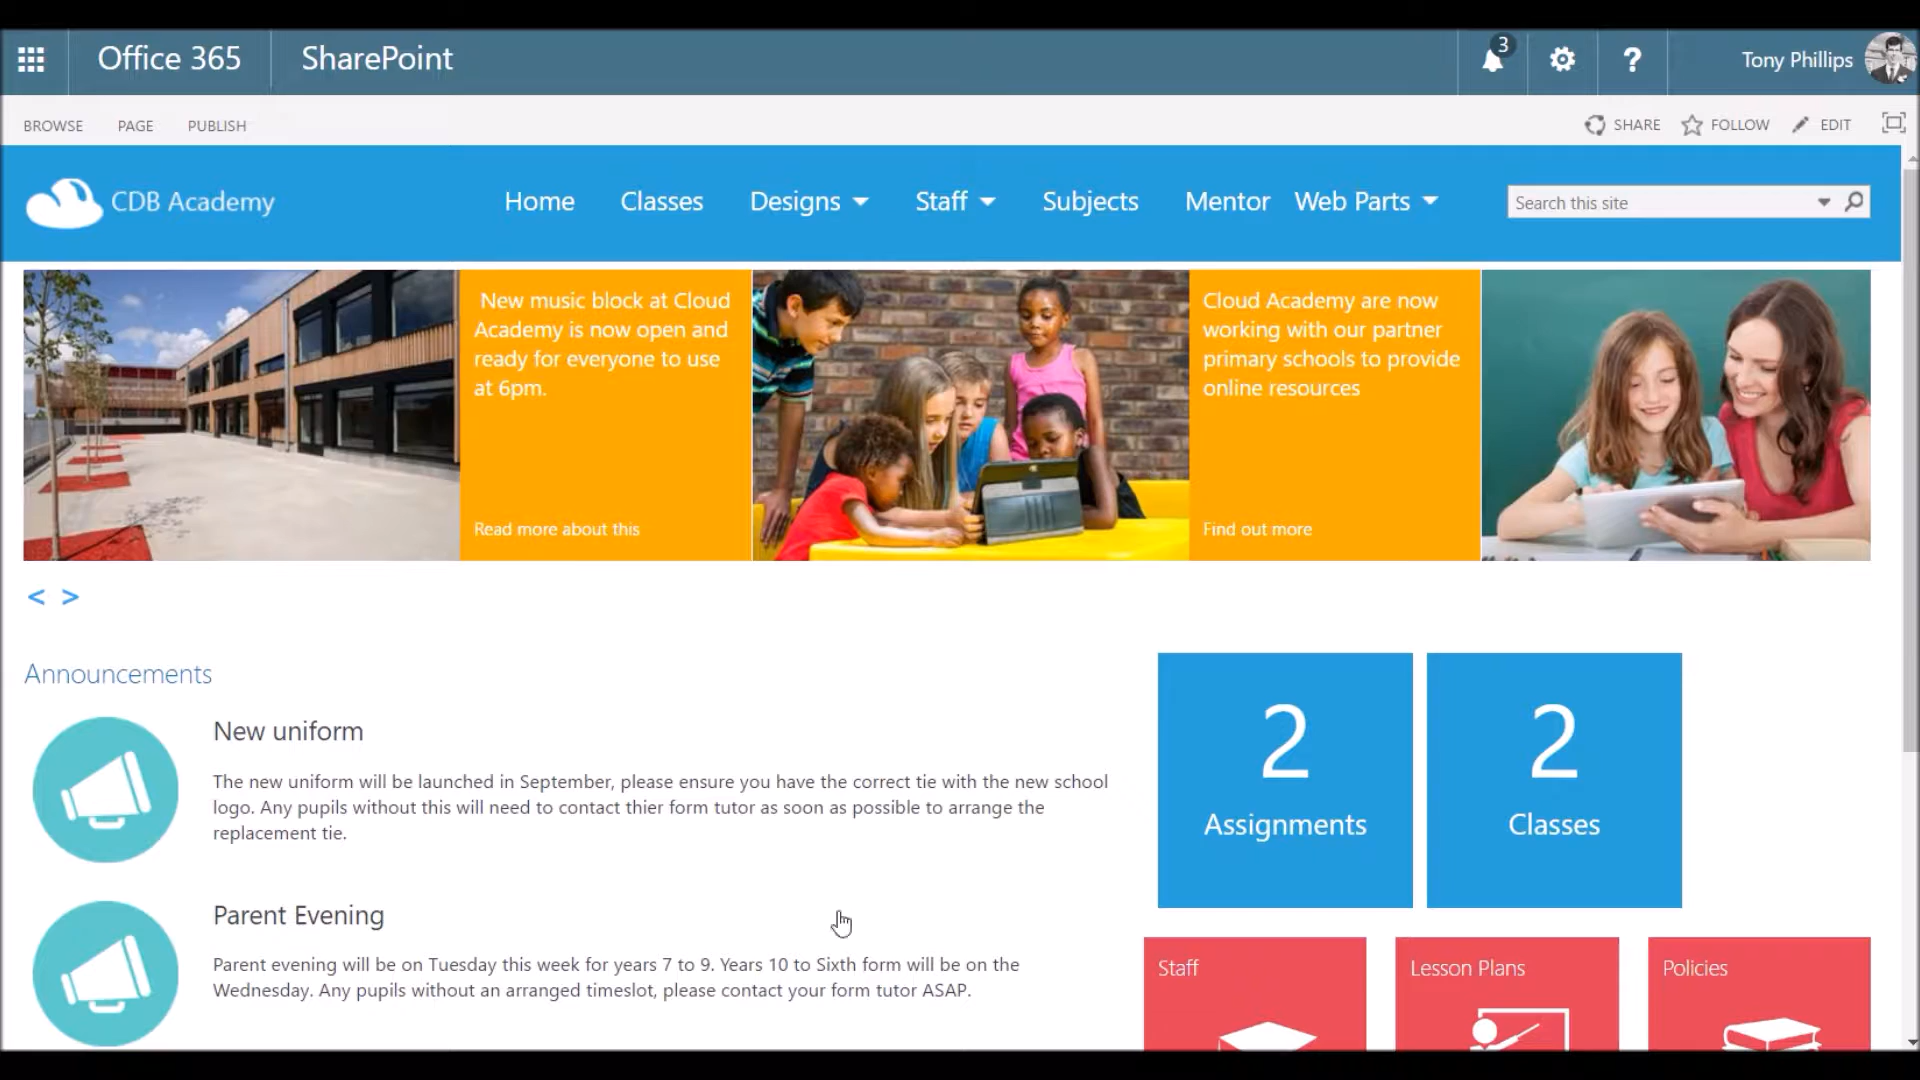 Office 365
SharePoint
3
?
Tony Phillips
BROWSE
PAGE
PUBLISH
SHARE
FOLLOW
EDIT
CDB Academy
Home
Classes
Designs
Staff
Subjects
Mentor
Web Parts
Search this site
New music block at Cloud
Academy is now open and
ready for everyone to use
at 6pm.
Read more about this
Cloud Academy are now
working with our partner
primary schools to provide
online resources
Find out more
< >
Announcements
New uniform
The new uniform will be launched in September, please ensure you have the correct tie with the new school
logo. Any pupils without this will need to contact thier form tutor as soon as possible to arrange the
replacement tie.
Parent Evening
Parent evening will be on Tuesday this week for years 7 to 9. Years 10 to Sixth form will be on the
Wednesday. Any pupils without an arranged timeslot, please contact your form tutor ASAP.
2
Assignments
2
Classes
Staff
Lesson Plans
Policies